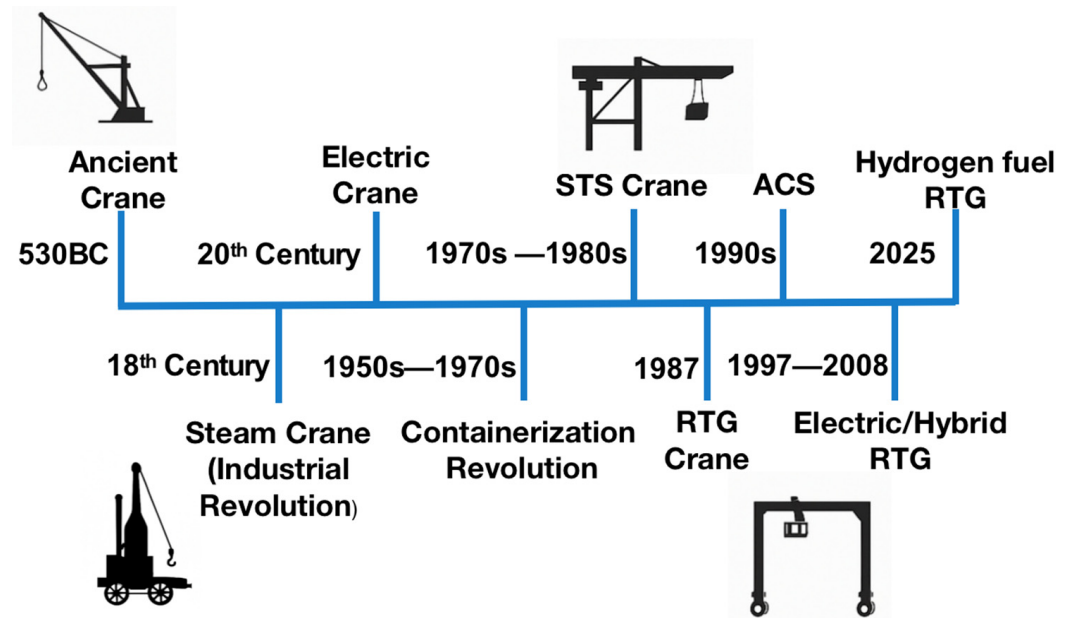 Ancient
Crane
530BC
18th Century
Steam Crane
(Industrial
Revolution)
Electric
Crane
20th Century
1950s—1970s
Containerization
Revolution
STS Crane
1970s —1980s
1987
RTG
Crane
ACS
1990s
1997—2008
Electric/Hybrid
RTG
Hydrogen fuel
RTG
2025